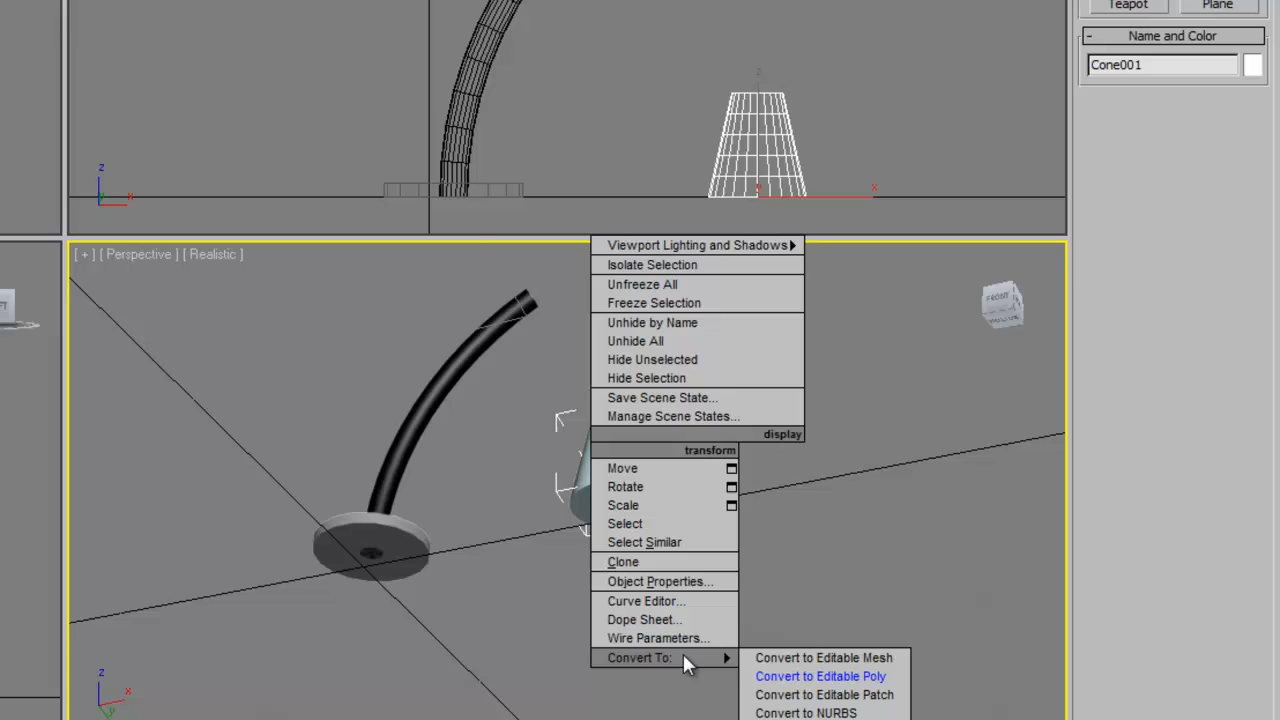 Teapot
Plane
-
Name and Color
Cone001
z
z
x
y
x
[ + ] [ Perspective ] [ Realistic ]
FT
FRONT
Viewport Lighting and Shadows
Isolate Selection
Unfreeze All
Freeze Selection
Unhide by Name
Unhide All
Hide Unselected
Hide Selection
Save Scene State...
Manage Scene States...
display
transform
Move
Rotate
Scale
Select
Select Similar
Clone
Object Properties...
Curve Editor...
Dope Sheet...
Wire Parameters...
Convert To:
Convert to Editable Mesh
Convert to Editable Poly
Convert to Editable Patch
Convert to NURBS
z
x
y